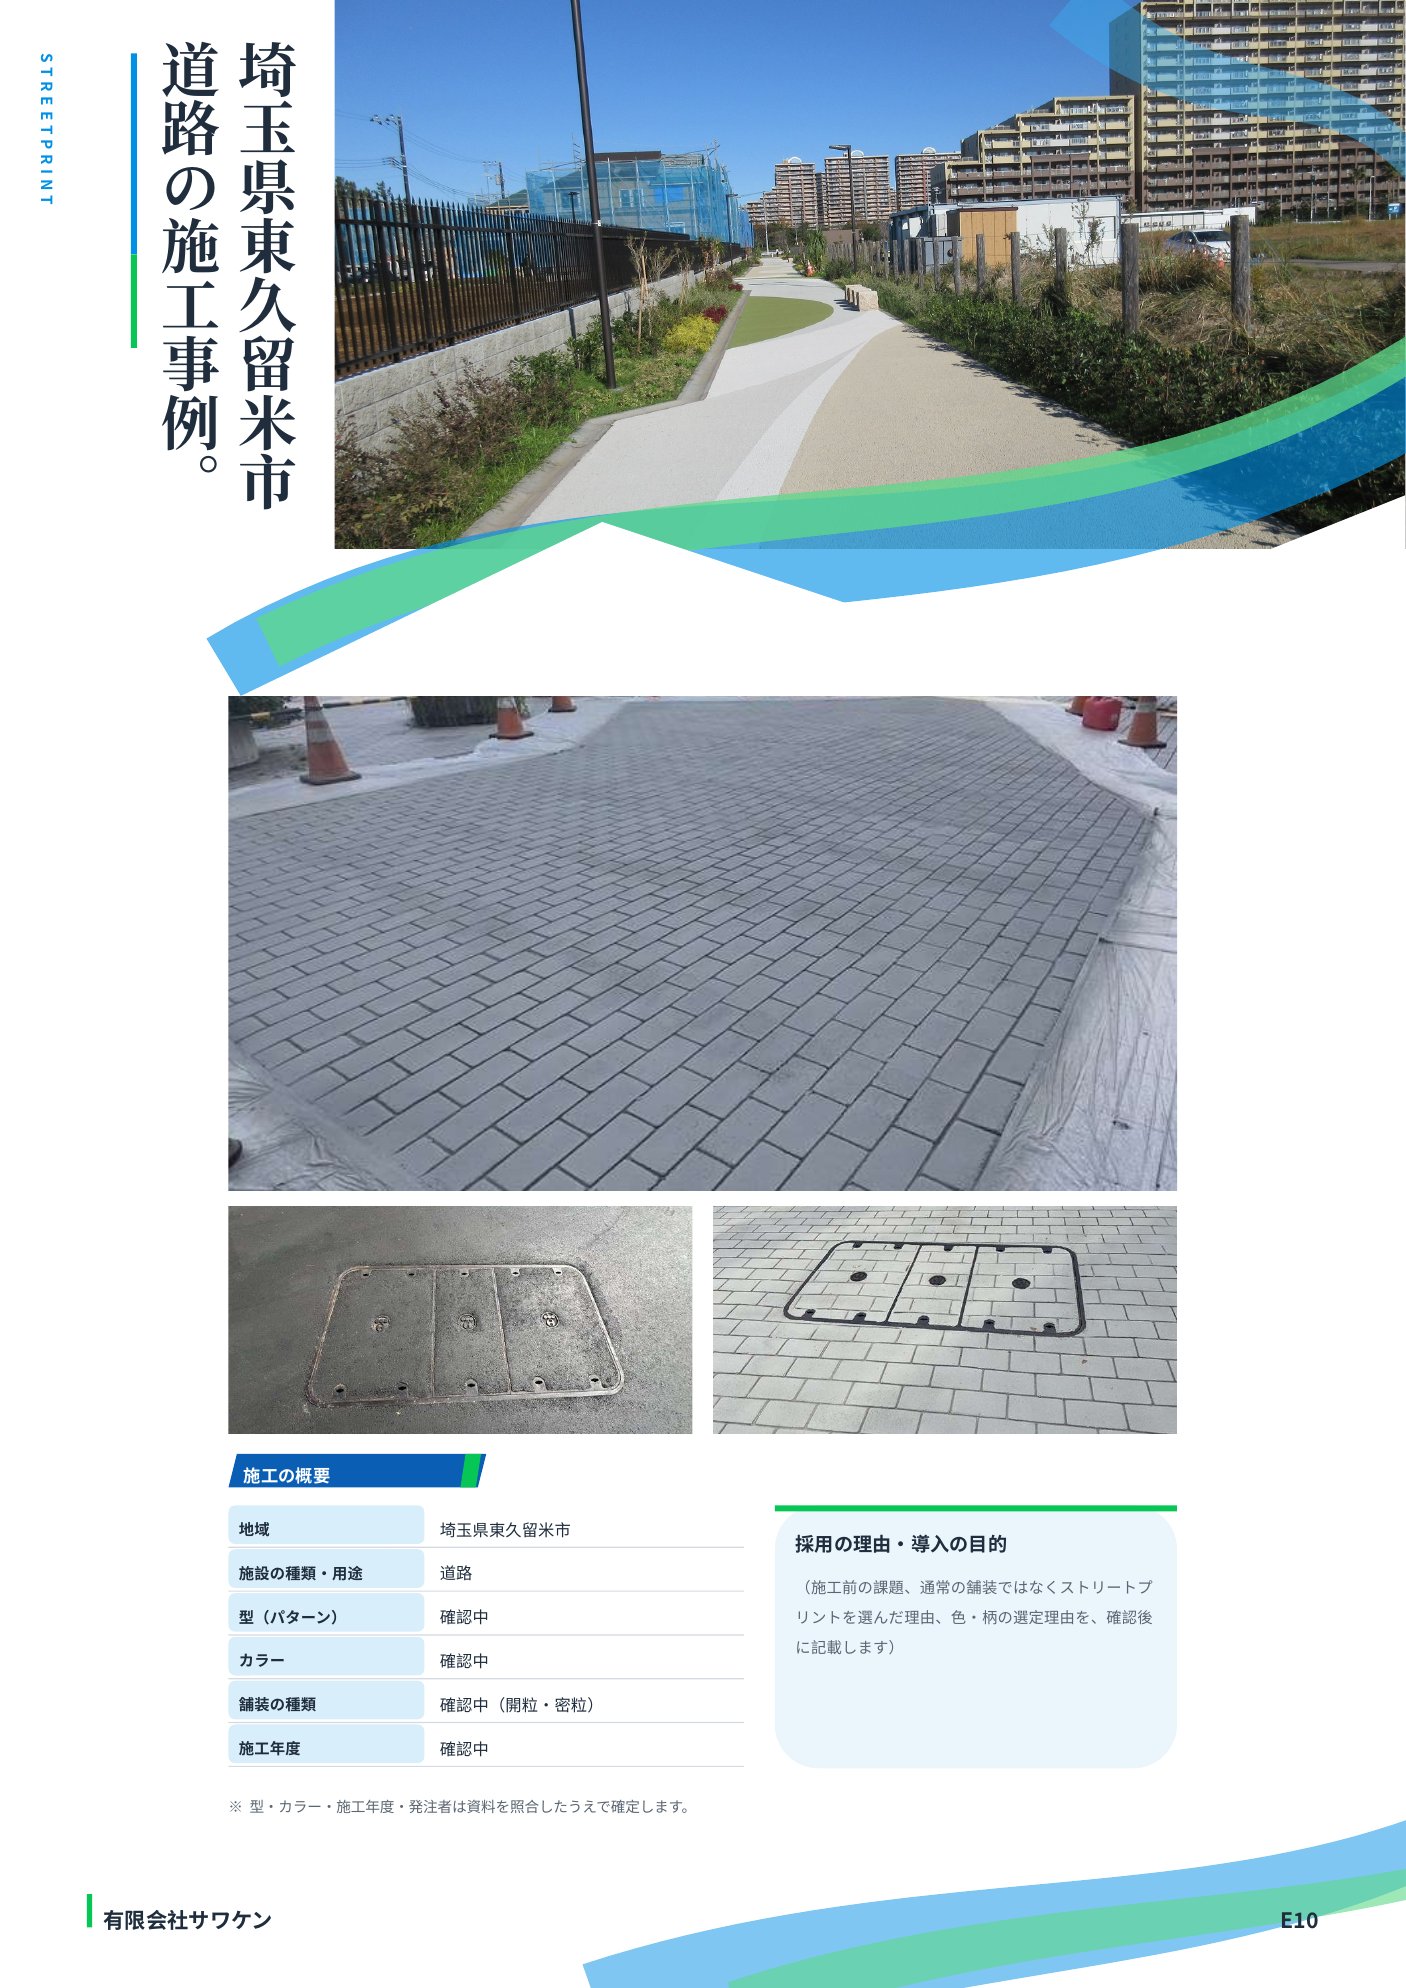 STREETPRINT
埼玉県東久留米市
道路の施工事例。
施工の概要
地域 埼玉県東久留米市
施設の種類・用途 道路
型（パターン） 確認中
カラー 確認中
舗装の種類 確認中（開粒・密粒）
施工年度 確認中
採用の理由・導入の目的
（施工前の課題、通常の舗装ではなくストリートプ
リントを選んだ理由、色・柄の選定理由を、確認後
に記載します）
※ 型・カラー・施工年度・発注者は資料を照合したうえで確定します。
有限会社サワケン
E10